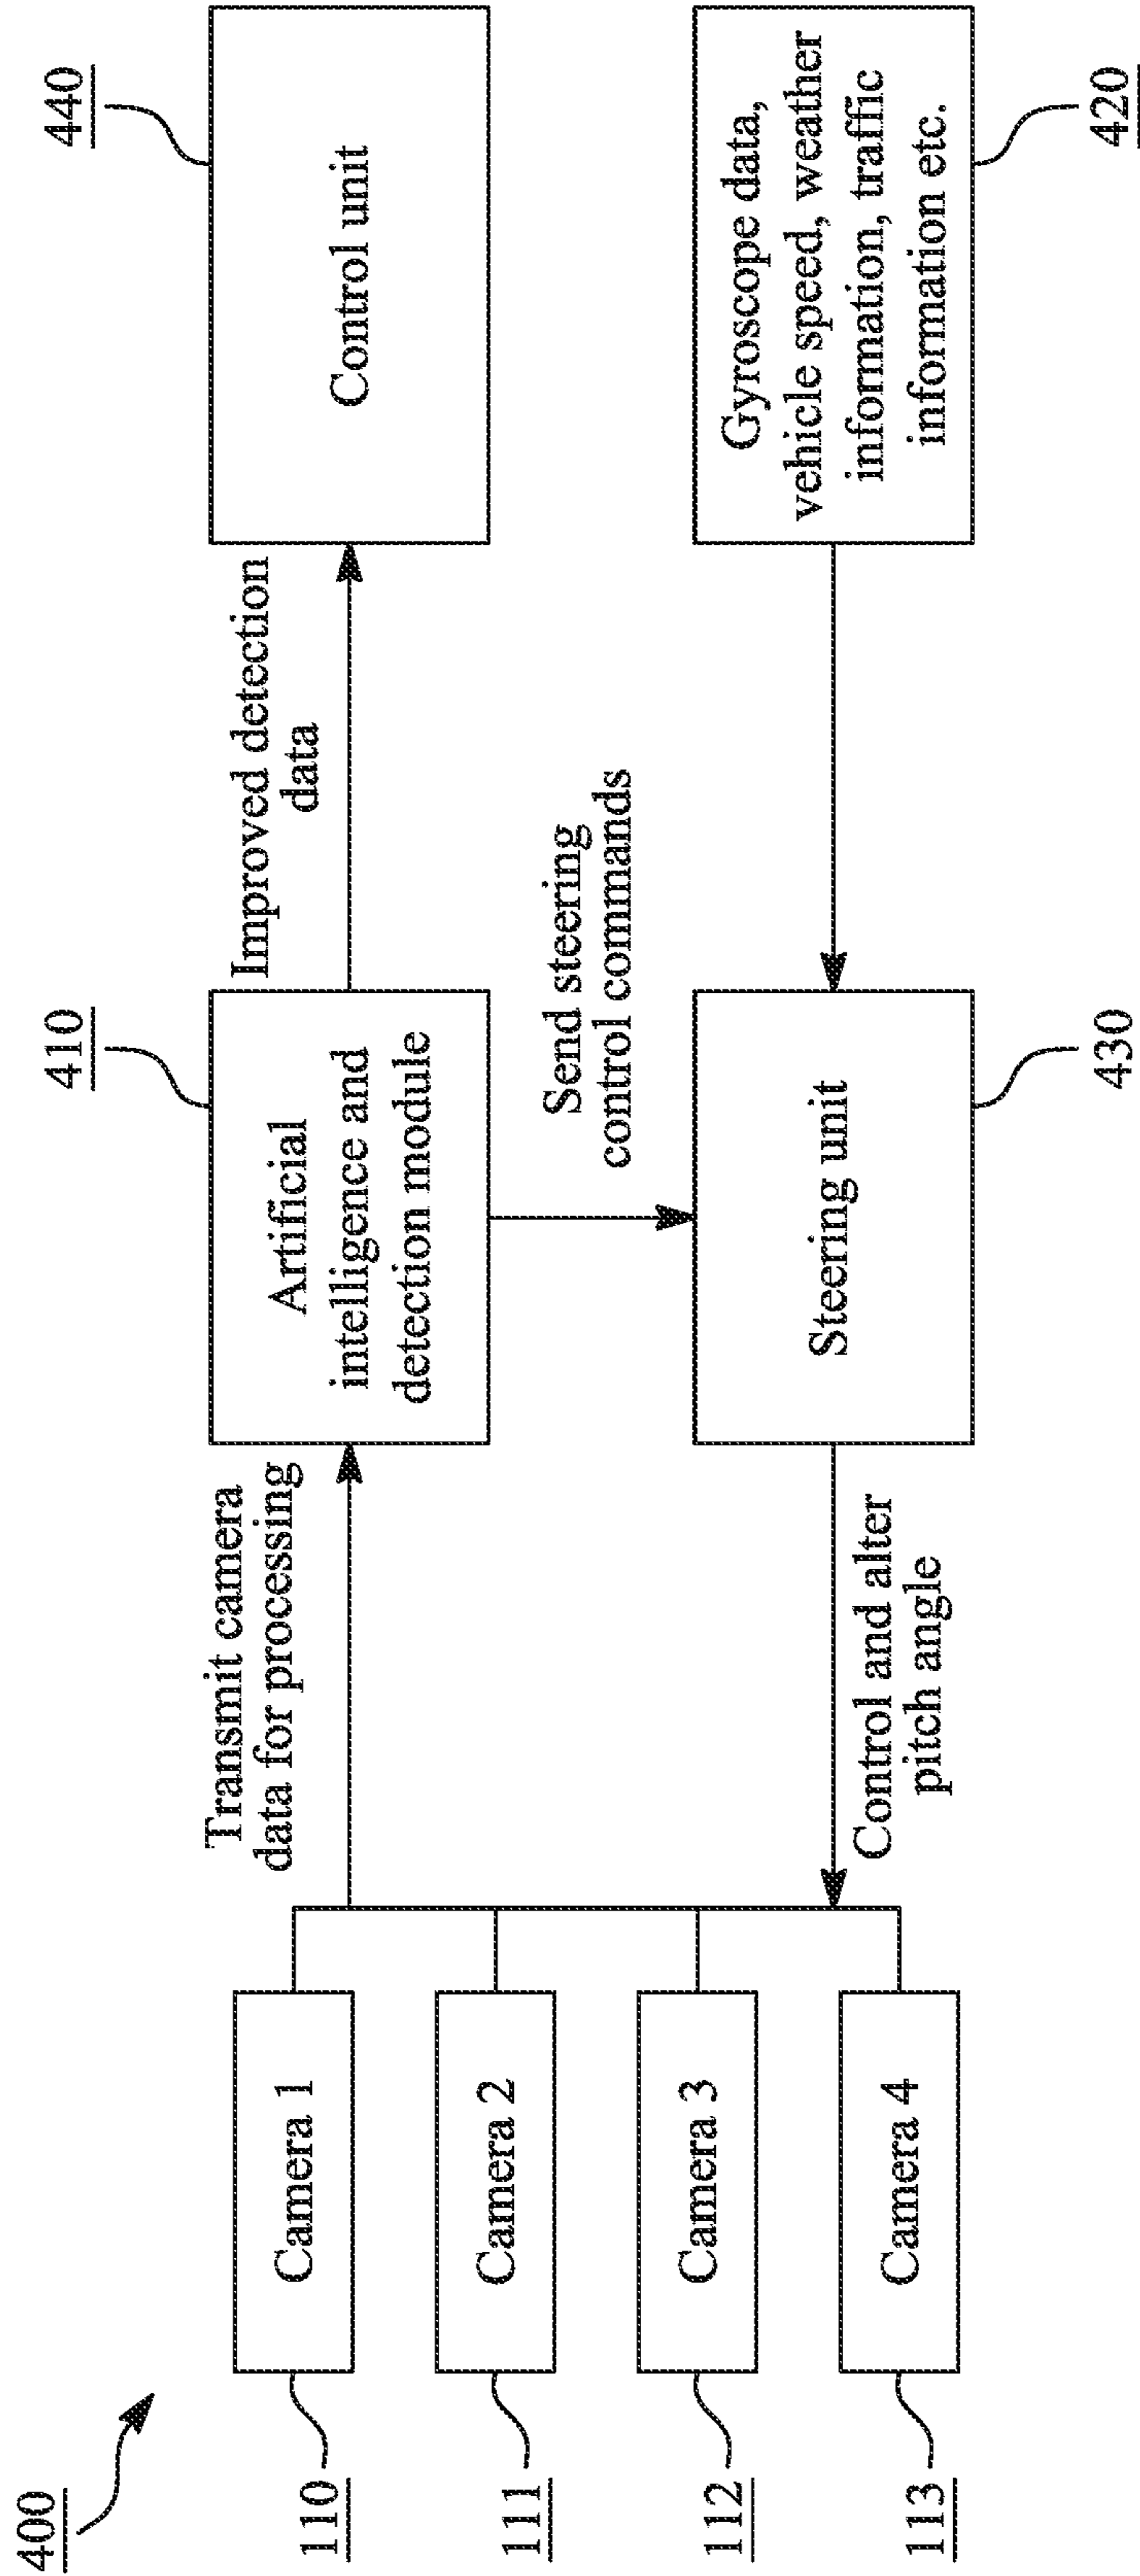 400
110
Camera 1
111
Camera 2
112
Camera 3
113
Camera 4
Transmit camera
data for processing
410
Artificial
intelligence and
detection module
Improved detection
data
440
Control unit
Send steering
control commands
Control and alter
pitch angle
Steering unit
430
Gyroscope data,
vehicle speed, weather
information, traffic
information etc.
420